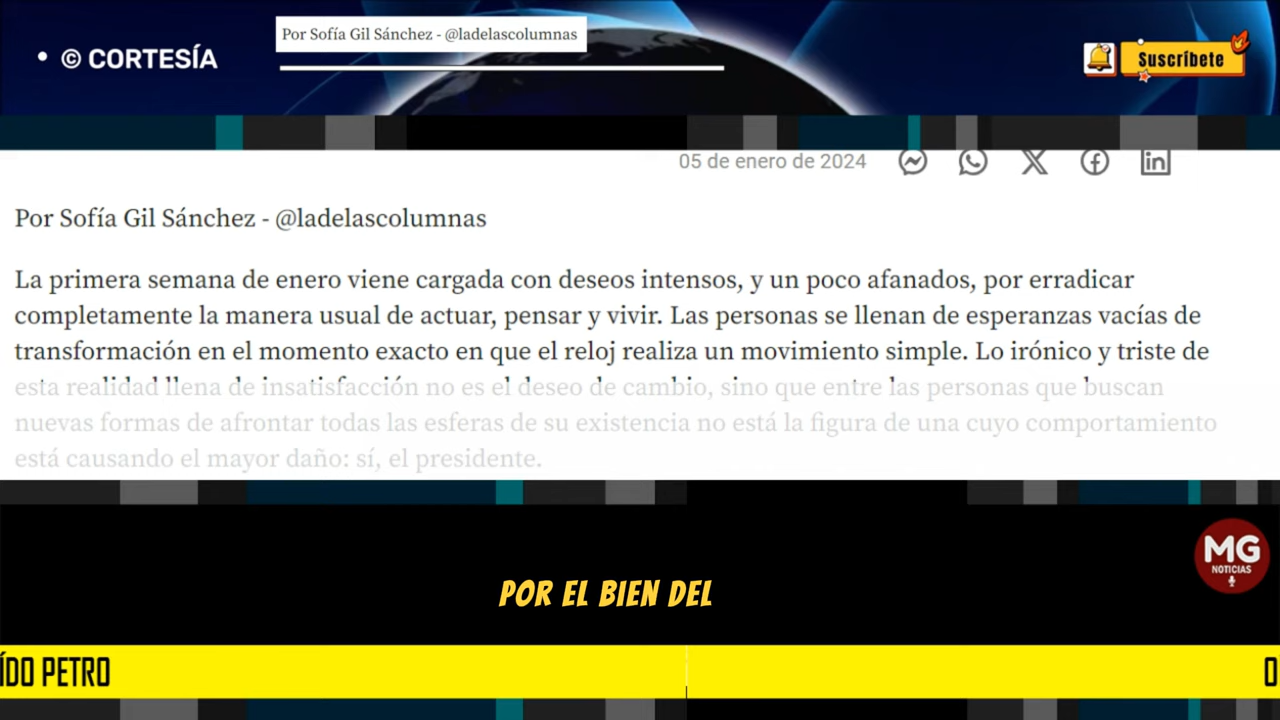 • © CORTESÍA
Por Sofía Gil Sánchez - @ladelascolumnas
Suscríbete
05 de enero de 2024
Por Sofía Gil Sánchez - @ladelascolumnas
La primera semana de enero viene cargada con deseos intensos, y un poco afanados, por erradicar
completamente la manera usual de actuar, pensar y vivir. Las personas se llenan de esperanzas vacías de
transformación en el momento exacto en que el reloj realiza un movimiento simple. Lo irónico y triste de
esta realidad llena de insatisfacción no es el deseo de cambio, sino que entre las personas que buscan
nuevas formas de afrontar todas las esferas de su existencia no está la figura de una cuyo comportamiento
está causando el mayor daño: sí, el presidente.
MG
NOTICIAS
POR EL BIEN DEL
ÍDO PETRO
O